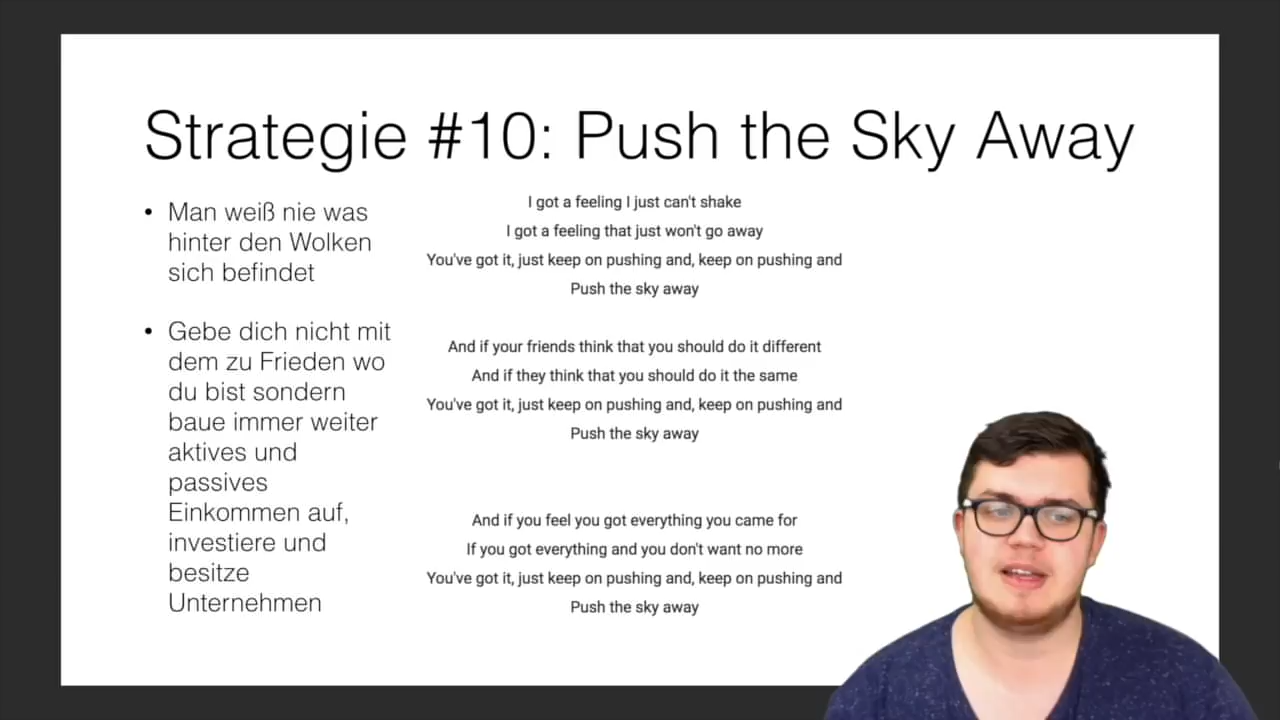 Strategie #10: Push the Sky Away
• Man weiß nie was
hinter den Wolken
sich befindet
• Gebe dich nicht mit
dem zu Frieden wo
du bist sondern
baue immer weiter
aktives und
passives
Einkommen auf,
investiere und
besitze
Unternehmen
I got a feeling I just can't shake
I got a feeling that just won't go away
You've got it, just keep on pushing and, keep on pushing and
Push the sky away
And if your friends think that you should do it different
And if they think that you should do it the same
You've got it, just keep on pushing and, keep on pushing and
Push the sky away
And if you feel you got everything you came for
If you got everything and you don't want no more
You've got it, just keep on pushing and, keep on pushing and
Push the sky away